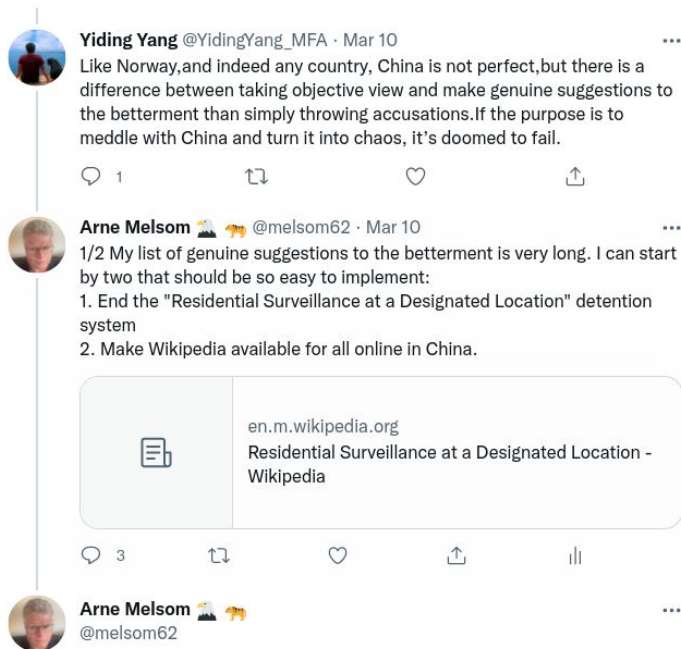 Yiding Yang @YidingYang_MFA · Mar 10
Like Norway,and indeed any country, China is not perfect,but there is a
difference between taking objective view and make genuine suggestions to
the betterment than simply throwing accusations.If the purpose is to
meddle with China and turn it into chaos, it's doomed to fail.
1
Arne Melsom 🦅 🐅 @melsom62 · Mar 10
1/2 My list of genuine suggestions to the betterment is very long. I can start
by two that should be so easy to implement:
1. End the "Residential Surveillance at a Designated Location" detention
system
2. Make Wikipedia available for all online in China.
en.m.wikipedia.org
Residential Surveillance at a Designated Location -
Wikipedia
3
Arne Melsom 🦅 🐅
@melsom62